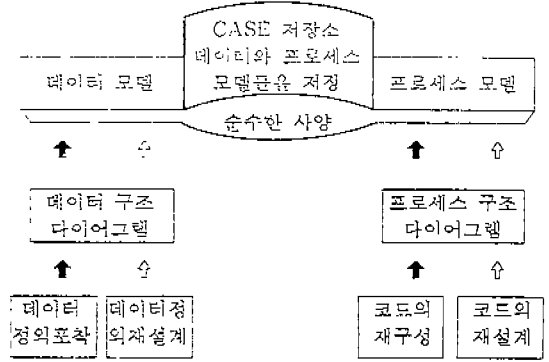 CASE 저장소
데이터와 프로세스
모델들을 저장
데이터 모델
프로세스 모델
순수한 사양
데이터 구조
다이어그램
프로세스 구조
다이어그램
데이터
정의포착
데이터정
의재설계
코드의
재구성
코드의
재설계